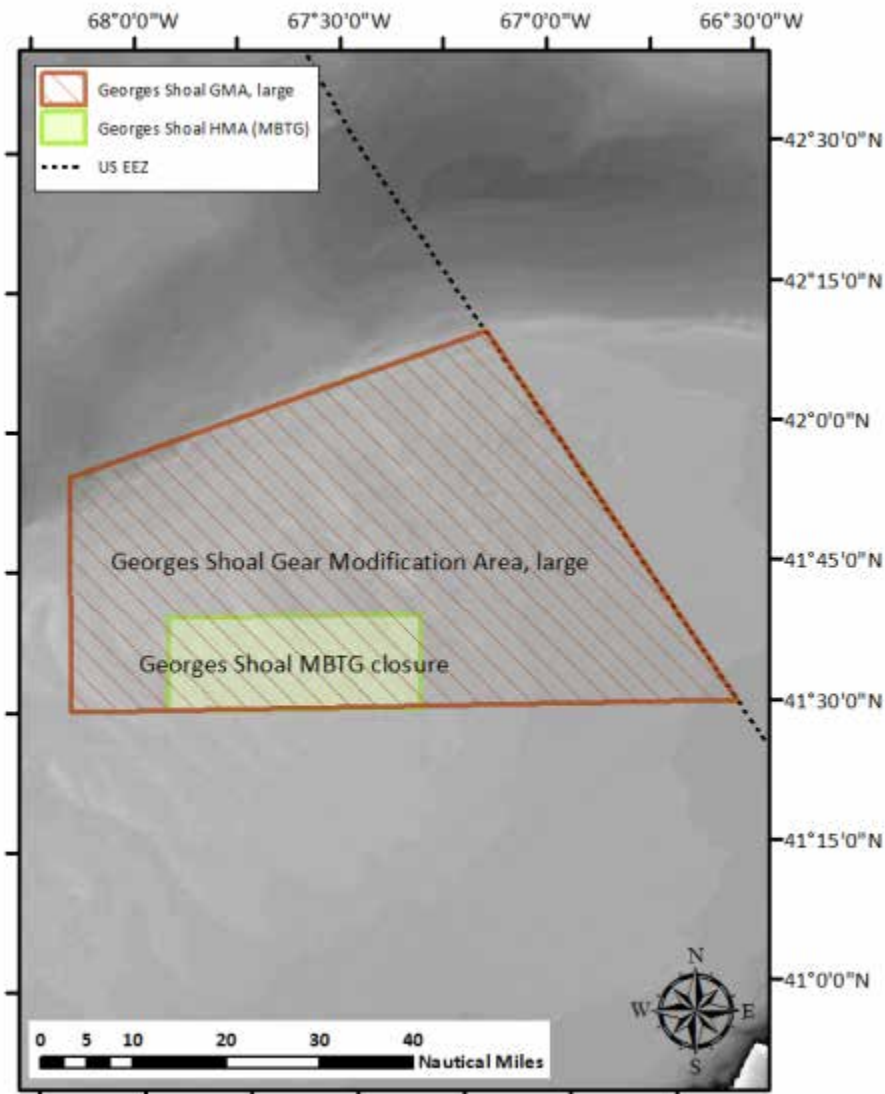 68°0'0"W 67°30'0"W 67°0'0"W 66°30'0"W
Georges Shoal GMA, large
Georges Shoal HMA (MBTG)
US EEZ
42°30'0"N
42°15'0"N
42°0'0"N
Georges Shoal Gear Modification Area, large
41°45'0"N
Georges Shoal MBTG closure
41°30'0"N
41°15'0"N
41°0'0"N
N
W E
S
0 5 10 20 30 40
Nautical Miles